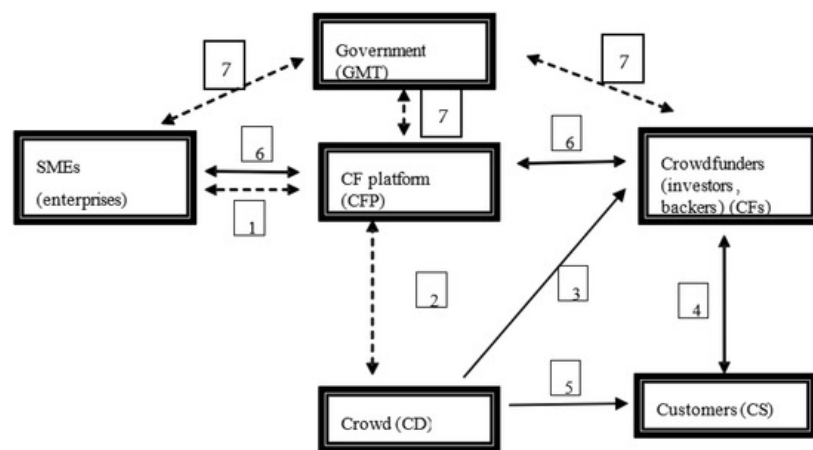 Government
(GMT)
7
7
7
SMEs
(enterprises)
6
1
CF platform
(CFP)
6
Crowdfunders
(investors,
backers) (CFs)
2
3
4
Crowd (CD)
5
Customers (CS)